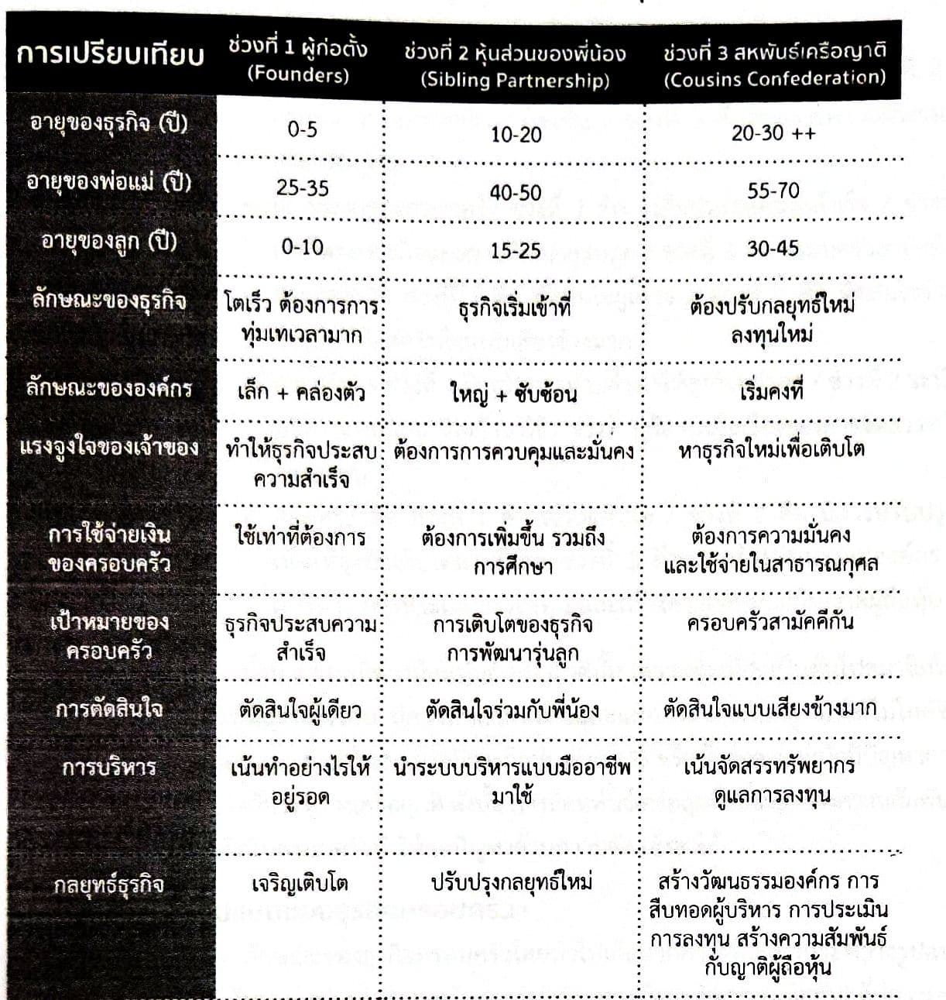 การเปรียบเทียบ
ช่วงที่ 1 ผู้ก่อตั้ง
(Founders)
ช่วงที่ 2 หุ้นส่วนของพี่น้อง
(Sibling Partnership)
ช่วงที่ 3 สหพันธ์เครือญาติ
(Cousins Confederation)
อายุของธุรกิจ (ปี)
0-5
10-20
20-30 ++
อายุของพ่อแม่ (ปี)
25-35
40-50
55-70
อายุของลูก (ปี)
0-10
15-25
30-45
ลักษณะของธุรกิจ
โตเร็ว ต้องการการ
ทุ่มเทเวลามาก
ธุรกิจเริ่มเข้าที่
ต้องปรับกลยุทธ์ใหม่
ลงทุนใหม่
ลักษณะขององค์กร
เล็ก + คล่องตัว
ใหญ่ + ซับซ้อน
เริ่มคงที่
แรงจูงใจของเจ้าของ
ทำให้ธุรกิจประสบ
ความสำเร็จ
ต้องการการควบคุมและมั่นคง
หาธุรกิจใหม่เพื่อเติบโต
การใช้จ่ายเงิน
ของครอบครัว
ใช้เท่าที่ต้องการ
ต้องการเพิ่มขึ้น รวมถึง
การศึกษา
ต้องการความมั่นคง
และใช้จ่ายในสาธารณกุศล
เป้าหมายของ
ครอบครัว
ธุรกิจประสบความ
สำเร็จ
การเติบโตของธุรกิจ
การพัฒนารุ่นลูก
ครอบครัวสามัคคีกัน
การตัดสินใจ
ตัดสินใจผู้เดียว
ตัดสินใจร่วมกับพี่น้อง
ตัดสินใจแบบเสียงข้างมาก
การบริหาร
เน้นทำอย่างไรให้
อยู่รอด
นำระบบบริหารแบบมืออาชีพ
มาใช้
เน้นจัดสรรทรัพยากร
ดูแลการลงทุน
กลยุทธ์ธุรกิจ
เจริญเติบโต
ปรับปรุงกลยุทธ์ใหม่
สร้างวัฒนธรรมองค์กร การ
สืบทอดผู้บริหาร การประเมิน
การลงทุน สร้างความสัมพันธ์
กับญาติผู้ถือหุ้น